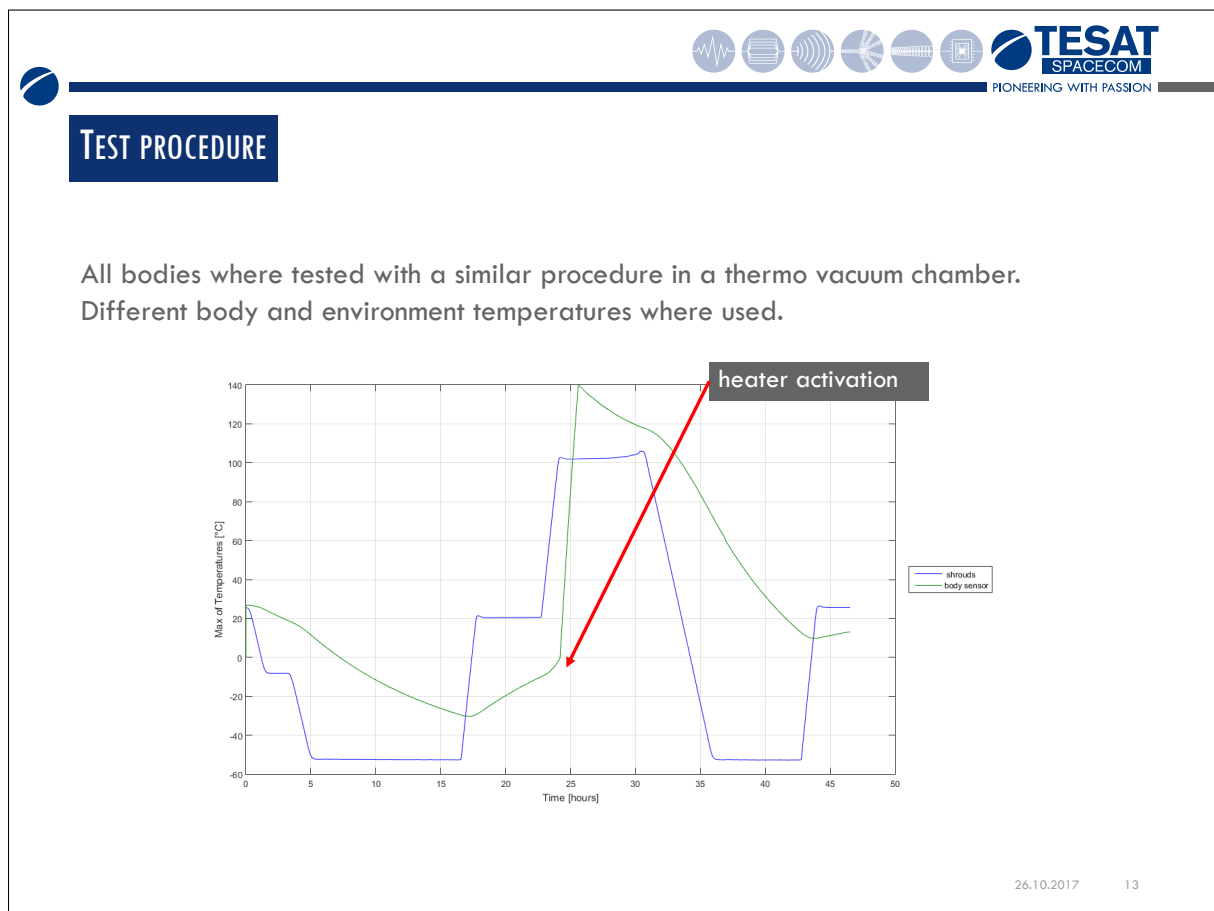 TESAT
SPACECOM
PIONEERING WITH PASSION
TEST PROCEDURE
All bodies where tested with a similar procedure in a thermo vacuum chamber.
Different body and environment temperatures where used.
heater activation
140
120
100
80
60
40
20
0
-20
-40
-60
Max of Temperatures [°C]
0 5 10 15 20 25 30 35 40 45 50
Time [hours]
shrouds
body sensor
26.10.2017 13